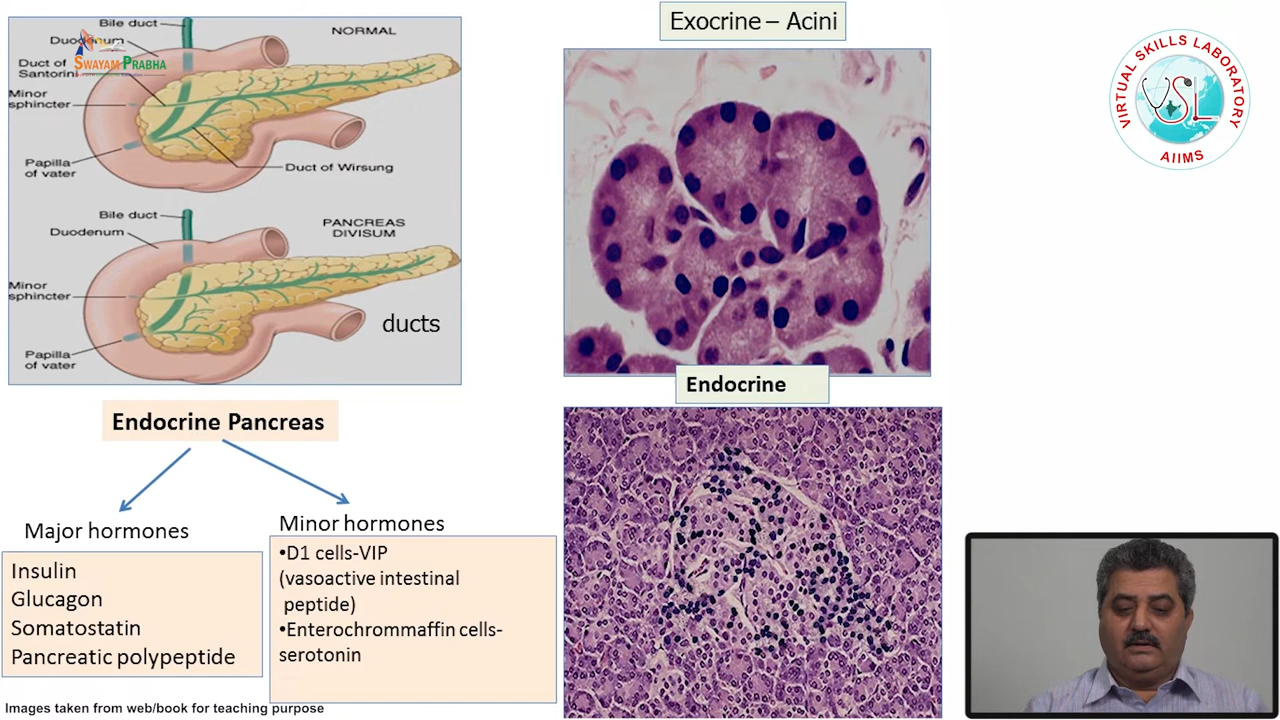 Bile duct
NORMAL
Duodenum
SWAYAM PRABHA
Duct of
Santorini
Minor
sphincter
Papilla
of vater
Duct of Wirsung
Bile duct
PANCREAS
DIVISUM
Duodenum
Minor
sphincter
ducts
Papilla
of vater
Exocrine – Acini
Endocrine
VIRTUAL SKILLS LABORATORY
VSL
AIIMS
Endocrine Pancreas
Major hormones
Insulin
Glucagon
Somatostatin
Pancreatic polypeptide
Minor hormones
•D1 cells-VIP
(vasoactive intestinal
peptide)
•Enterochrommaffin cells-
serotonin
Images taken from web/book for teaching purpose